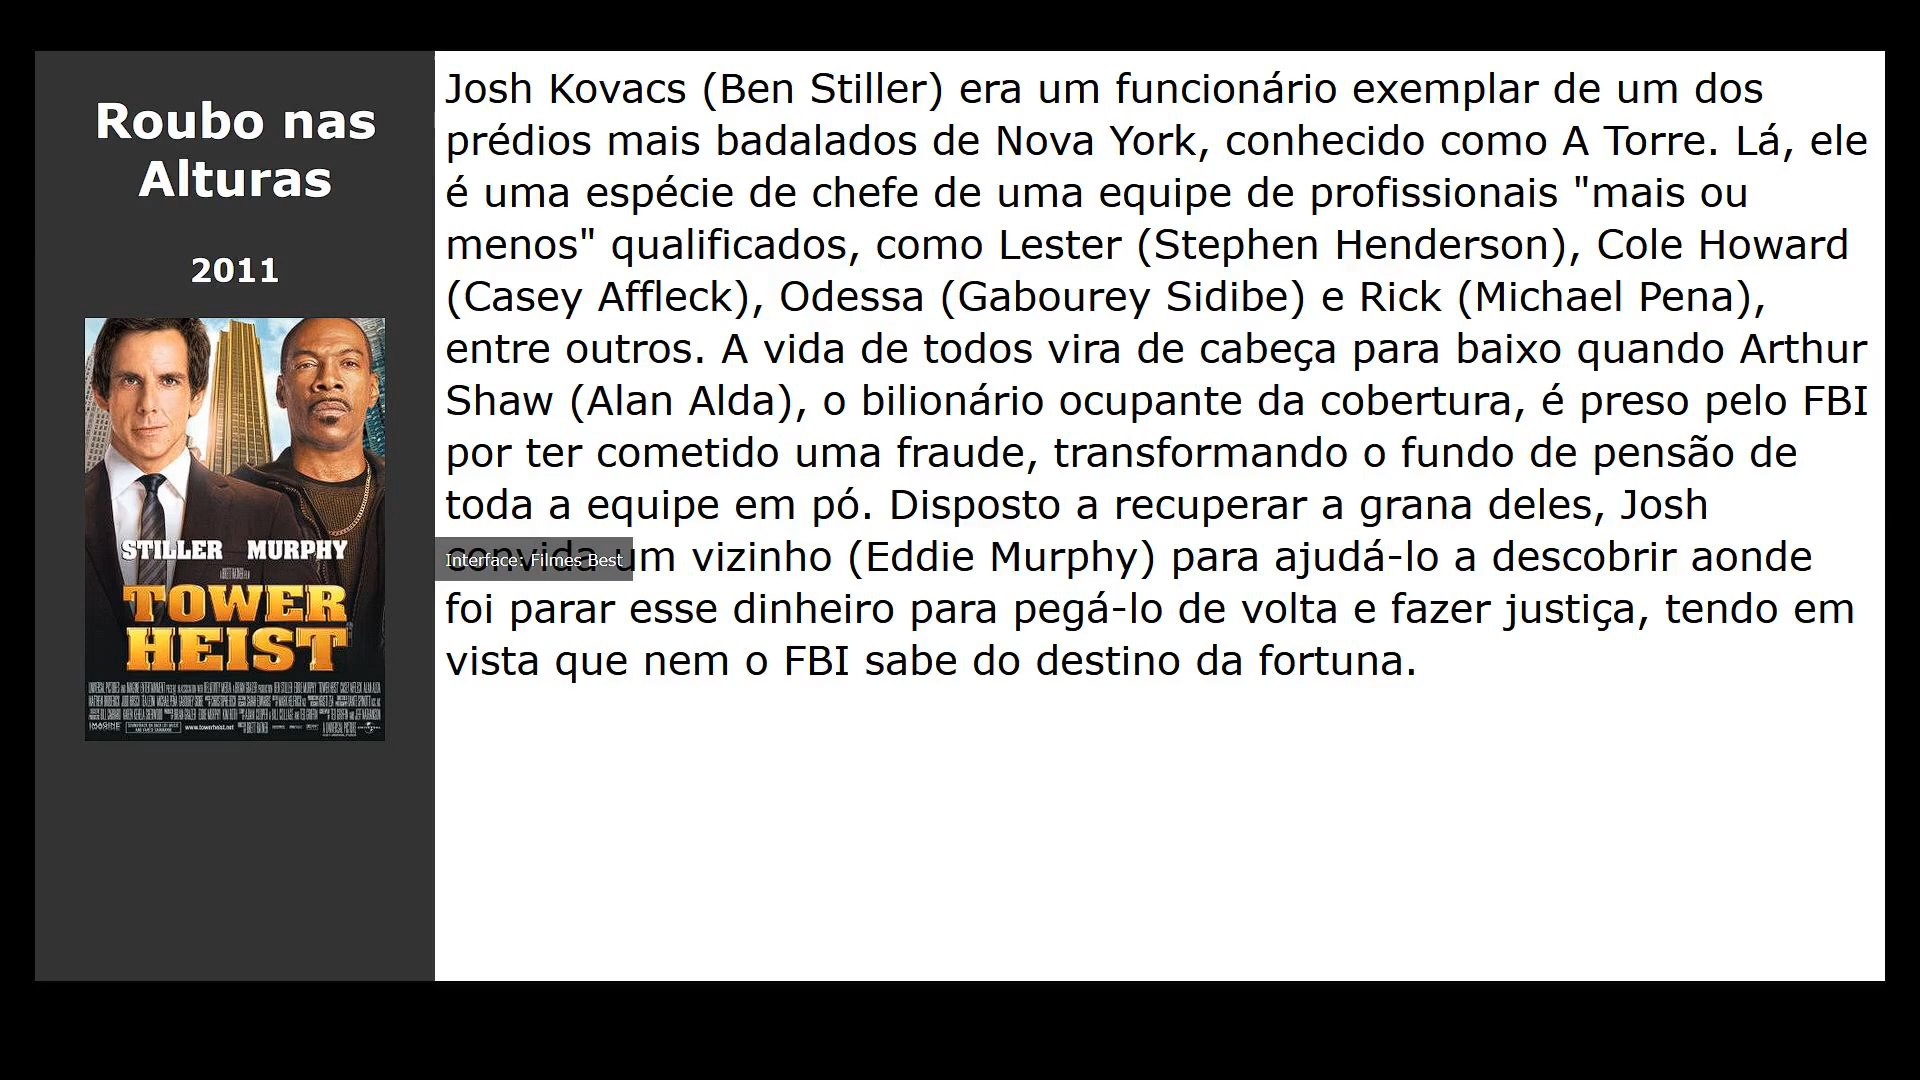 Roubo nas
Alturas
2011
STILLER MURPHY
TOWER
HEIST
www.towerheist.net
Josh Kovacs (Ben Stiller) era um funcionário exemplar de um dos
prédios mais badalados de Nova York, conhecido como A Torre. Lá, ele
é uma espécie de chefe de uma equipe de profissionais "mais ou
menos" qualificados, como Lester (Stephen Henderson), Cole Howard
(Casey Affleck), Odessa (Gabourey Sidibe) e Rick (Michael Pena),
entre outros. A vida de todos vira de cabeça para baixo quando Arthur
Shaw (Alan Alda), o bilionário ocupante da cobertura, é preso pelo FBI
por ter cometido uma fraude, transformando o fundo de pensão de
toda a equipe em pó. Disposto a recuperar a grana deles, Josh
convida um vizinho (Eddie Murphy) para ajudá-lo a descobrir aonde
Interface: Filmes Best
foi parar esse dinheiro para pegá-lo de volta e fazer justiça, tendo em
vista que nem o FBI sabe do destino da fortuna.